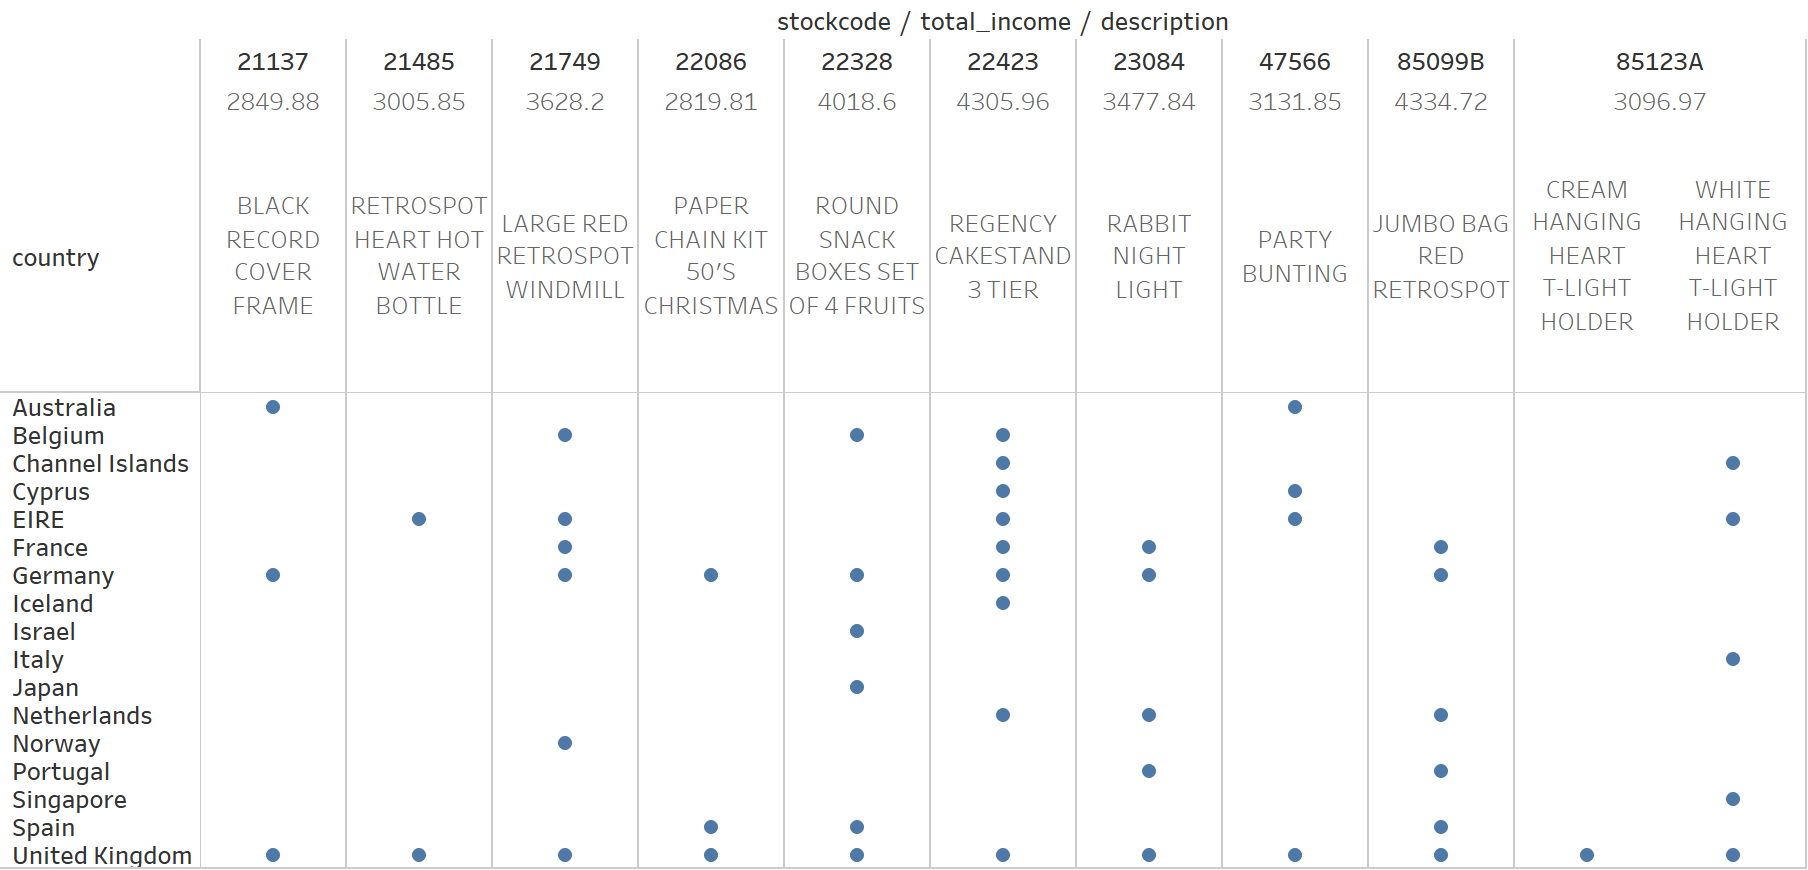 stockcode / total_income / description
21137 21485 21749 22086 22328 22423 23084 47566 85099B 85123A
2849.88 3005.85 3628.2 2819.81 4018.6 4305.96 3477.84 3131.85 4334.72 3096.97
country
BLACK
RECORD
COVER
FRAME
RETROSPOT
HEART HOT
WATER
BOTTLE
LARGE RED
RETROSPOT
WINDMILL
PAPER
CHAIN KIT
50'S
CHRISTMAS
ROUND
SNACK
BOXES SET
OF 4 FRUITS
REGENCY
CAKESTAND
3 TIER
RABBIT
NIGHT
LIGHT
PARTY
BUNTING
JUMBO BAG
RED
RETROSPOT
CREAM
HANGING
HEART
T-LIGHT
HOLDER
WHITE
HANGING
HEART
T-LIGHT
HOLDER
Australia
Belgium
Channel Islands
Cyprus
EIRE
France
Germany
Iceland
Israel
Italy
Japan
Netherlands
Norway
Portugal
Singapore
Spain
United Kingdom